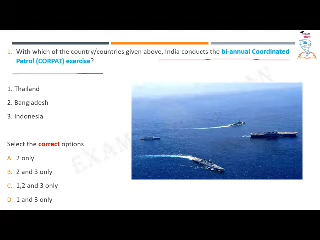 1. With which of the country/countries given above, India conducts the bi-annual Coordinated
Patrol (CORPAT) exercise?
1. Thailand
2. Bangladesh
3. Indonesia
Select the correct options
A. 2 only
B. 2 and 3 only
C. 1,2 and 3 only
D. 1 and 3 only